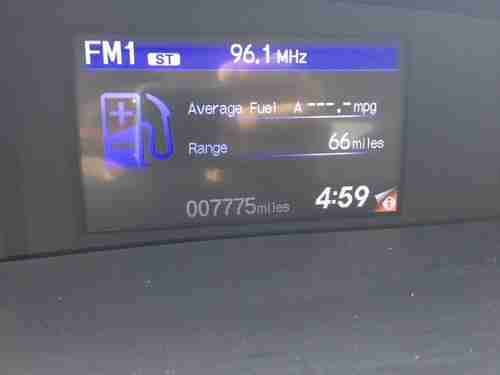 FM1 ST 96.1 MHz
Average Fuel A ---.- mpg
Range 66 miles
007775 miles 4:59 i